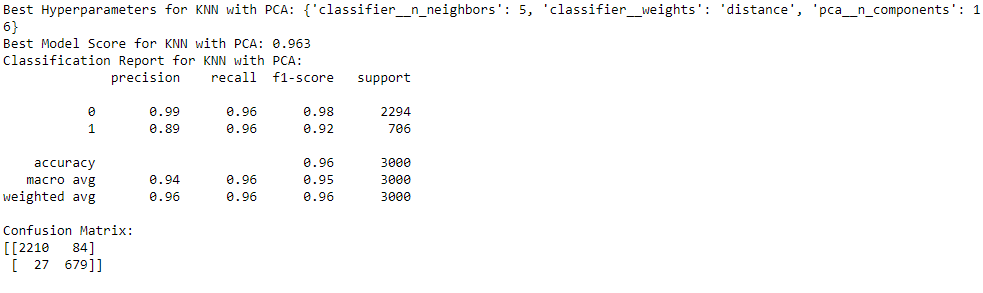 Best Hyperparameters for KNN with PCA: {'classifier__n_neighbors': 5, 'classifier__weights': 'distance', 'pca__n_components': 1
6}
Best Model Score for KNN with PCA: 0.963
Classification Report for KNN with PCA:
              precision    recall  f1-score   support

           0       0.99      0.96      0.98      2294
           1       0.89      0.96      0.92       706

    accuracy                           0.96      3000
   macro avg       0.94      0.96      0.95      3000
weighted avg       0.96      0.96      0.96      3000

Confusion Matrix:
[[2210   84]
 [  27  679]]